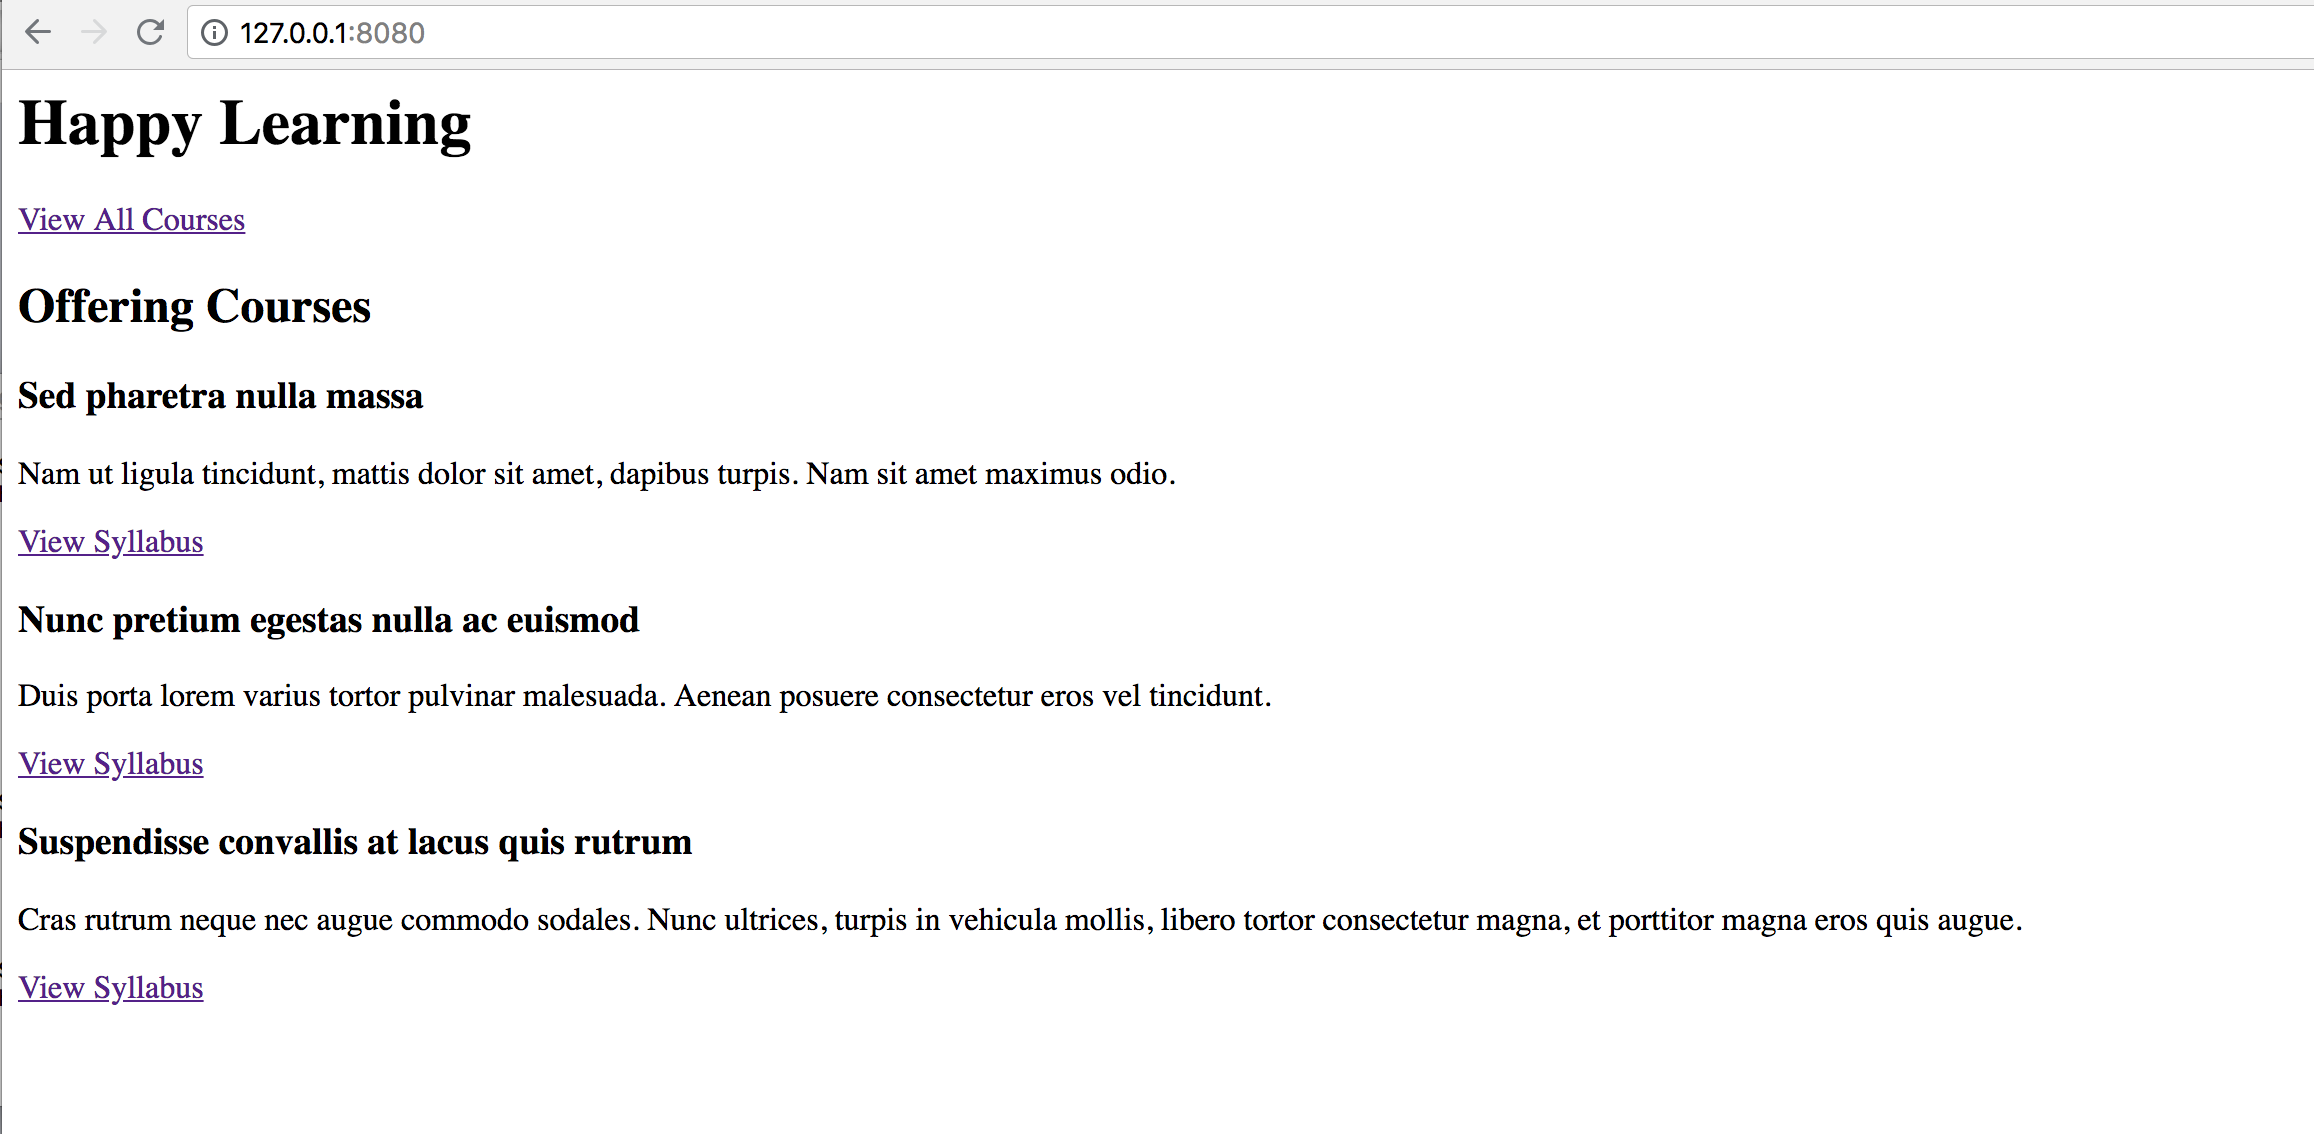 127.0.0.1:8080
Happy Learning
View All Courses
Offering Courses
Sed pharetra nulla massa
Nam ut ligula tincidunt, mattis dolor sit amet, dapibus turpis. Nam sit amet maximus odio.
View Syllabus
Nunc pretium egestas nulla ac euismod
Duis porta lorem varius tortor pulvinar malesuada. Aenean posuere consectetur eros vel tincidunt.
View Syllabus
Suspendisse convallis at lacus quis rutrum
Cras rutrum neque nec augue commodo sodales. Nunc ultrices, turpis in vehicula mollis, libero tortor consectetur magna, et porttitor magna eros quis augue.
View Syllabus